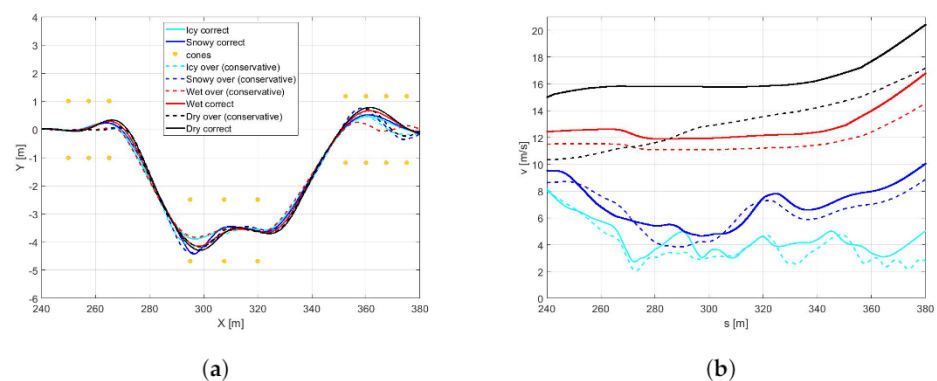 4
3
2
1
0
-1
-2
-3
-4
-5
-6
240
260
280
300
320
340
360
380
Y [m]
X [m]
Icy correct
Snowy correct
cones
Icy over (conservative)
Snowy over (conservative)
Wet over (conservative)
Wet correct
Dry over (conservative)
Dry correct
(a)
20
18
16
14
12
10
8
6
4
2
0
240
260
280
300
320
340
360
380
v [m/s]
s [m]
(b)